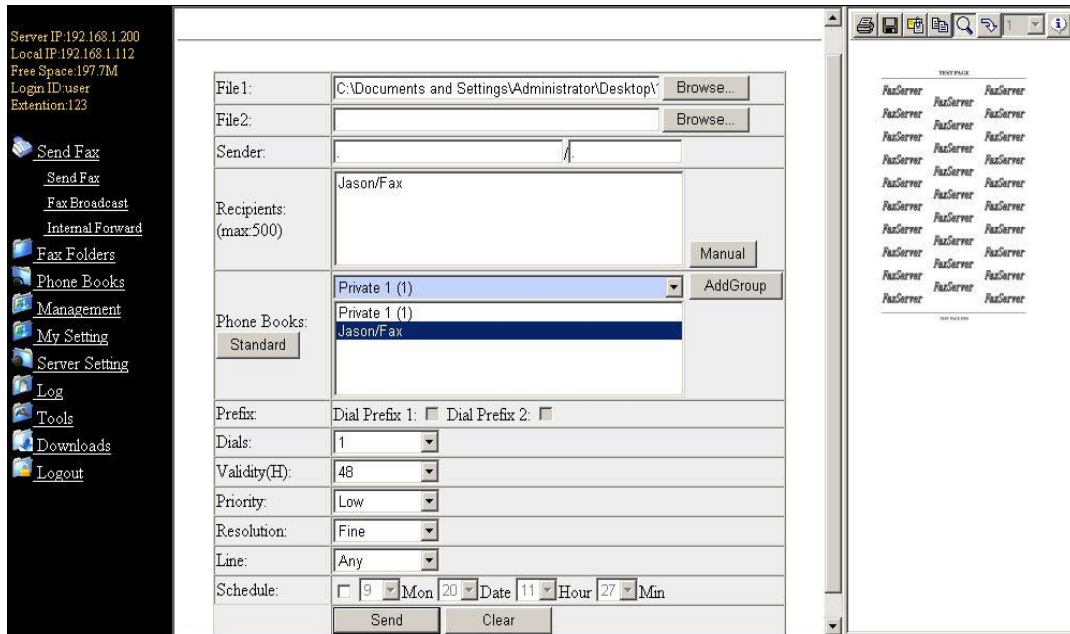 Server IP:192.168.1.200
Local IP:192.168.1.112
Free Space:197.7M
Login ID:user
Extention:123
Send Fax
Send Fax
Fax Broadcast
Internal Forward
Fax Folders
Phone Books
Management
My Setting
Server Setting
Log
Tools
Downloads
Logout
File1: C:\Documents and Settings\Administrator\Desktop\1 Browse...
File2: Browse...
Sender: . / .
Recipients:
(max:500)
Jason/Fax
Manual
Phone Books:
Standard
Private 1 (1) AddGroup
Private 1 (1)
Jason/Fax
Prefix: Dial Prefix 1: Dial Prefix 2:
Dials: 1
Validity(H): 48
Priority: Low
Resolution: Fine
Line: Any
Schedule: 9 Mon 20 Date 11 Hour 27 Min
Send Clear
1
TEST PAGE
FaxServer FaxServer
FaxServer
FaxServer FaxServer
FaxServer
FaxServer FaxServer
FaxServer
FaxServer FaxServer
FaxServer
FaxServer FaxServer
FaxServer
FaxServer FaxServer
FaxServer
FaxServer FaxServer
FaxServer
FaxServer FaxServer
FaxServer
FaxServer FaxServer
FaxServer
FaxServer FaxServer
TEST PAGE END